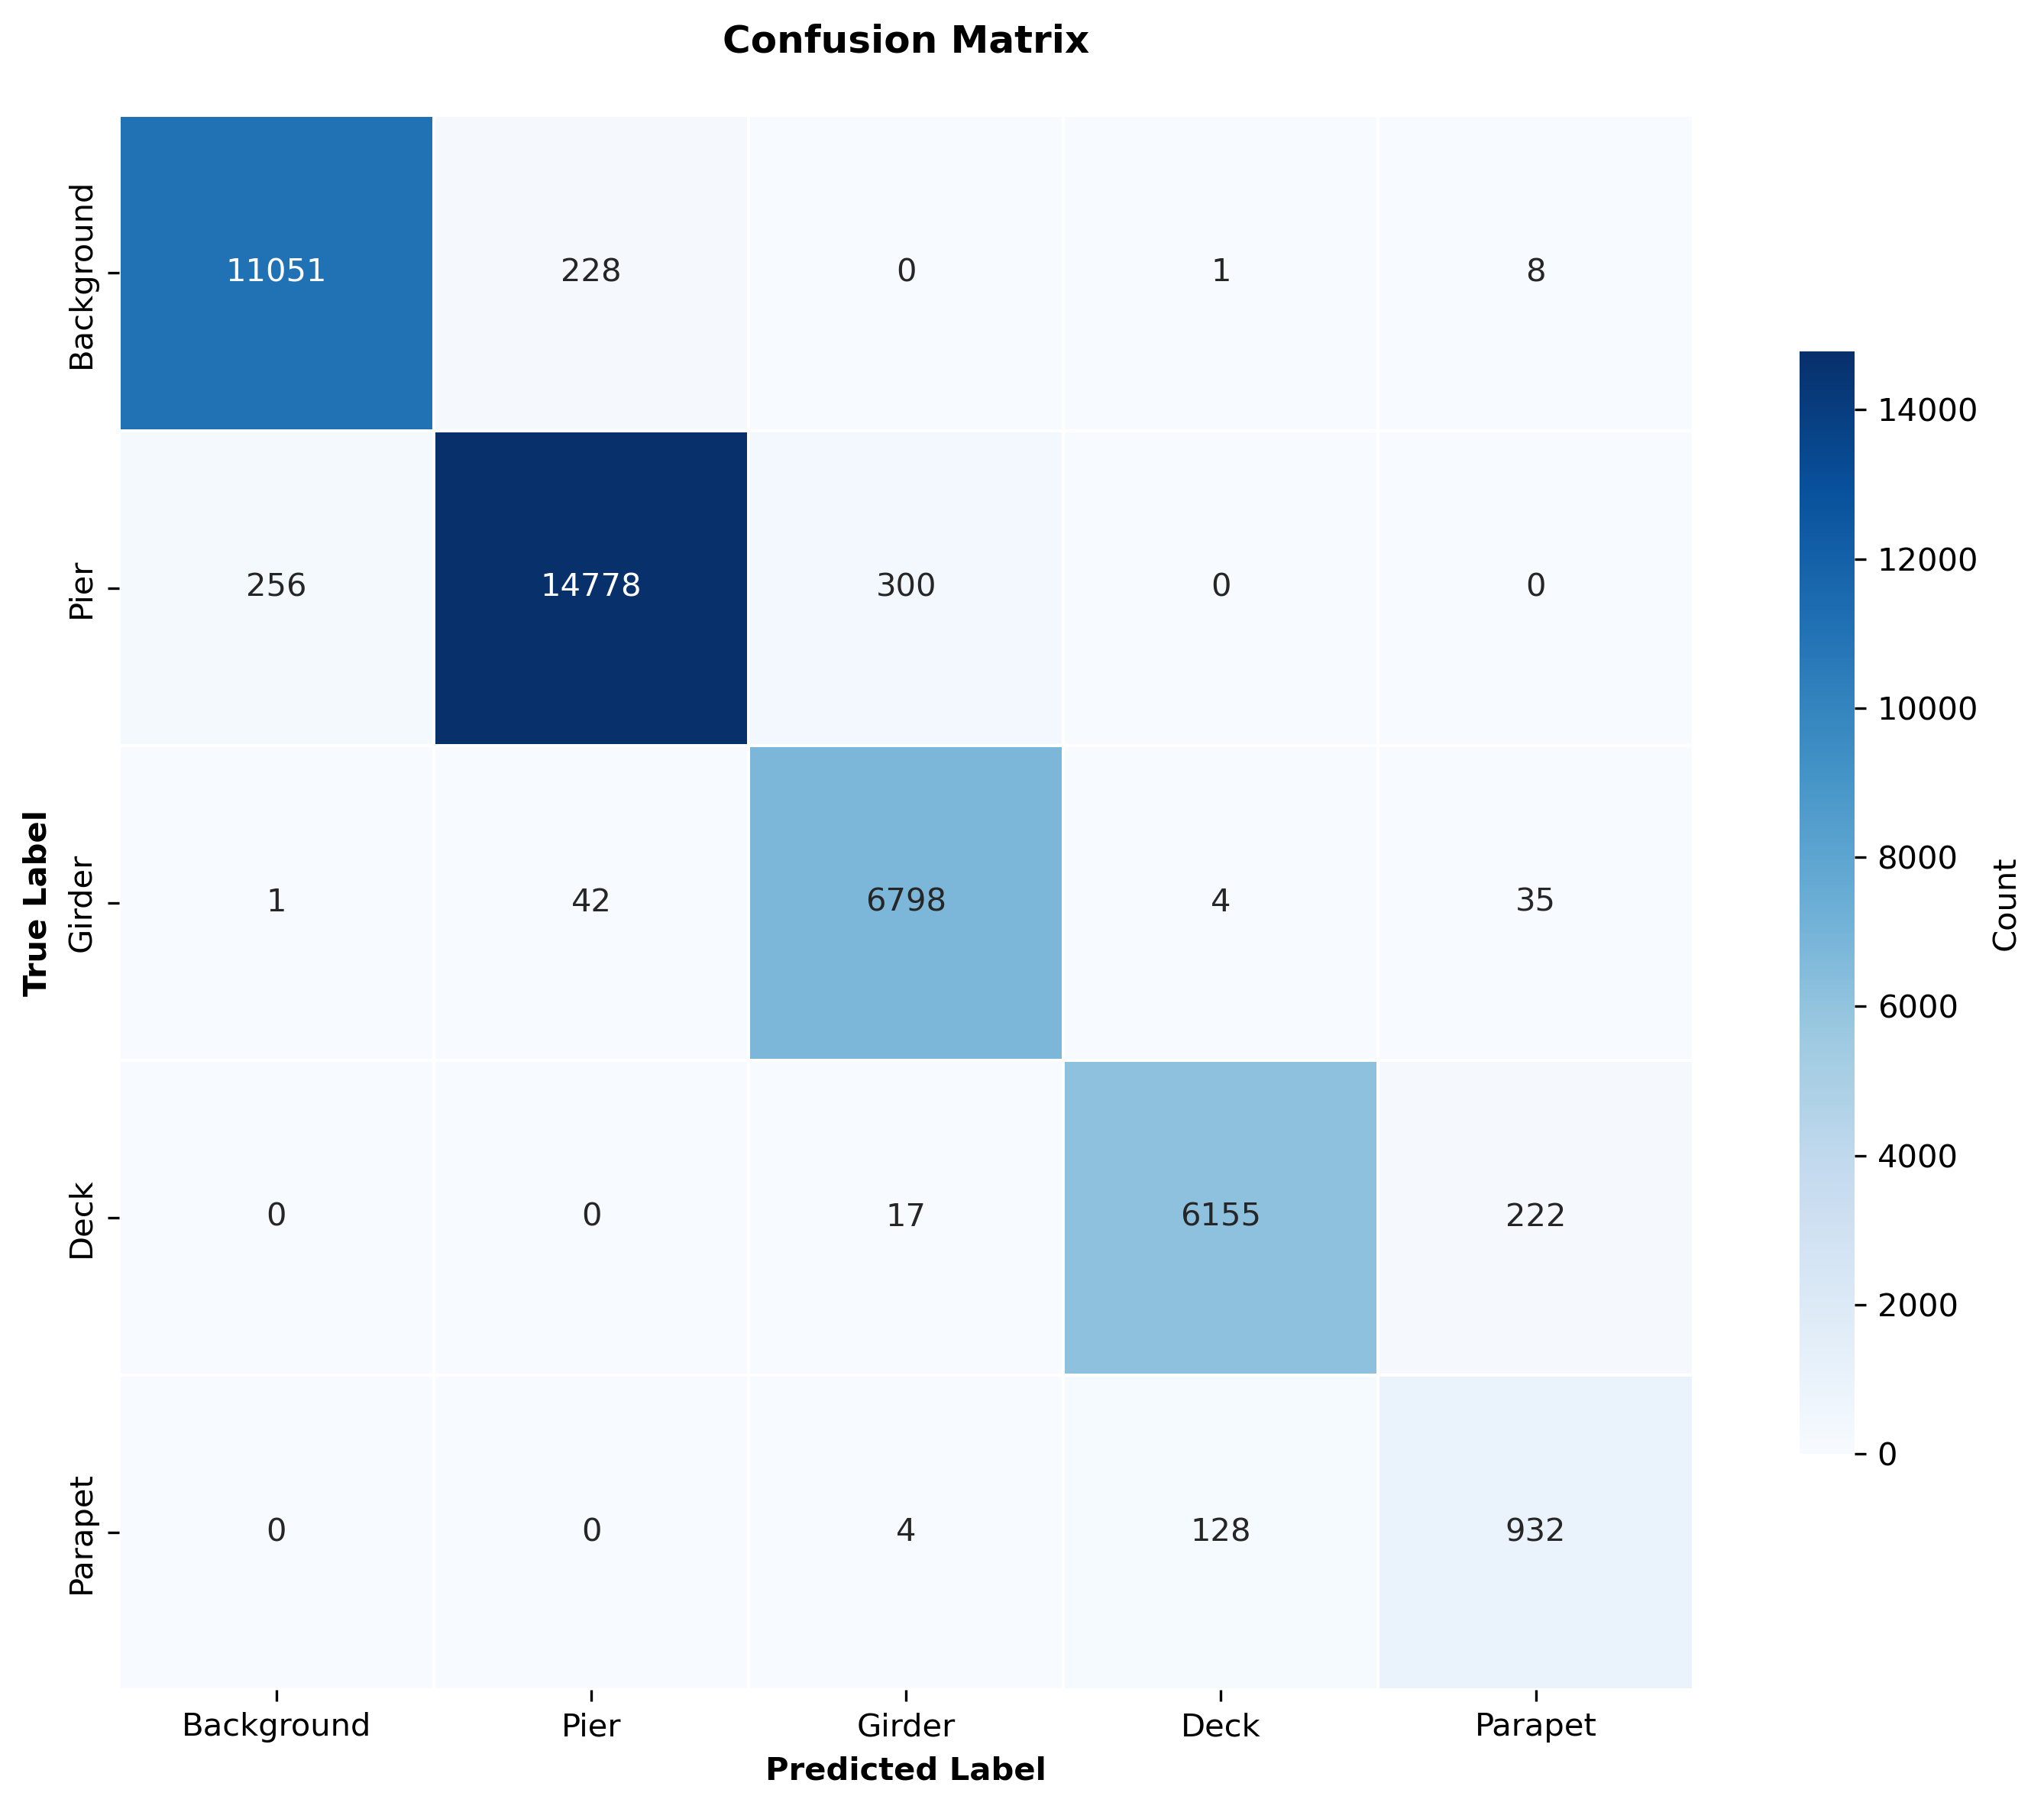 Confusion Matrix
True Label
Background
11051 228 0 1 8
Pier
256 14778 300 0 0
Girder
1 42 6798 4 35
Deck
0 0 17 6155 222
Parapet
0 0 4 128 932
Background Pier Girder Deck Parapet
Predicted Label
14000
12000
10000
8000
6000
4000
2000
0
Count